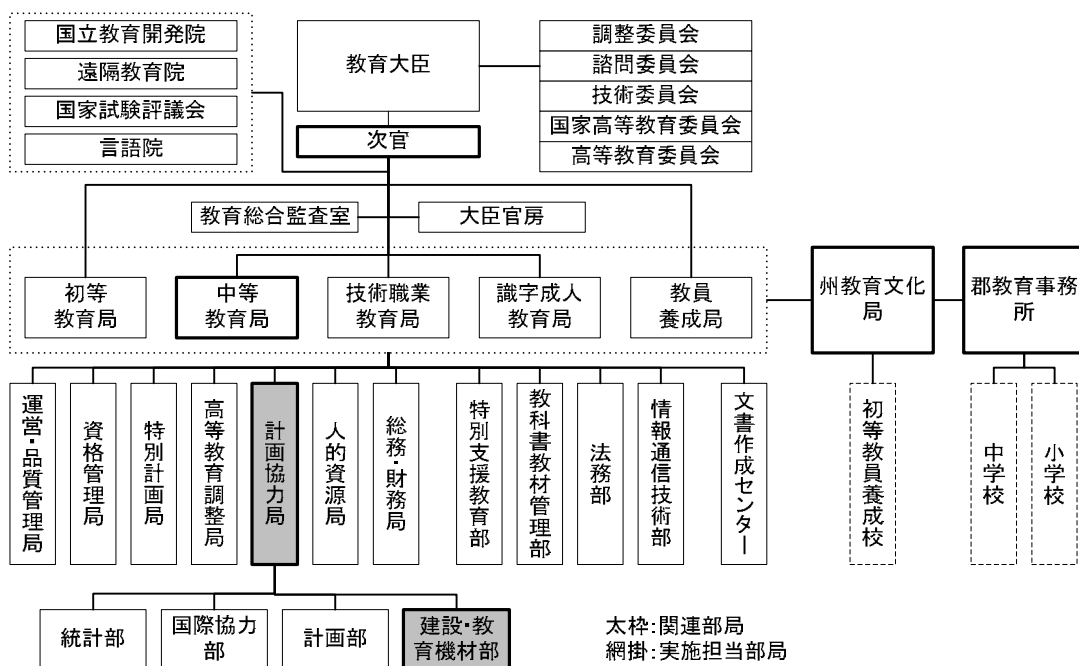 国立教育開発院
遠隔教育院
国家試験評議会
言語院
教育大臣
次官
調整委員会
諮問委員会
技術委員会
国家高等教育委員会
高等教育委員会
教育総合監査室
大臣官房
初等
教育局
中等
教育局
技術職業
教育局
識字成人
教育局
教員
養成局
州教育文化
局
郡教育事務
所
運営・品質管理局
資格管理局
特別計画局
高等教育調整局
計画協力局
人的資源局
総務・財務局
特別支援教育部
教科書教材管理部
法務部
情報通信技術部
文書作成センター
初等教員養成校
中学校
小学校
統計部
国際協力
部
計画部
建設・教
育機材部
太枠:関連部局
網掛:実施担当部局